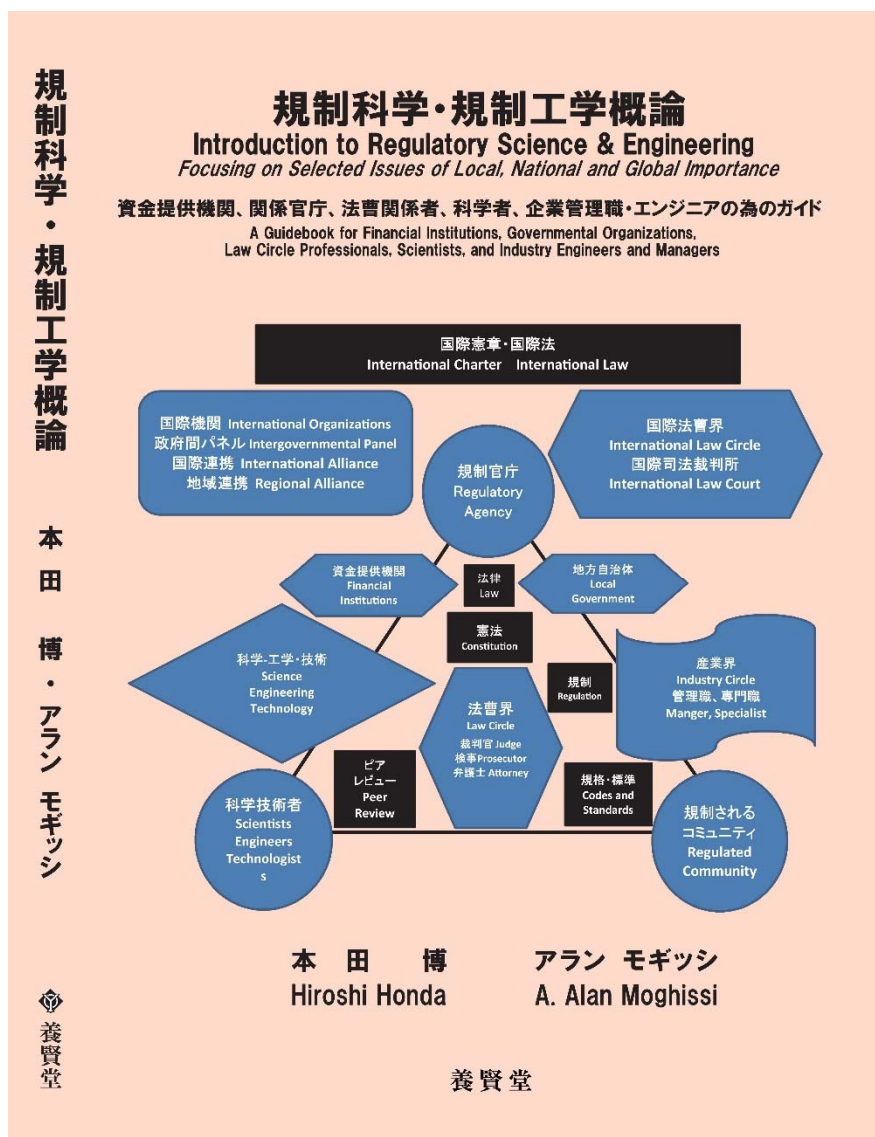 規制科学・規制工学概論
本田 博・アラン モギッシ
養賢堂
規制科学・規制工学概論
Introduction to Regulatory Science & Engineering
Focusing on Selected Issues of Local, National and Global Importance
資金提供機関、関係官庁、法曹関係者、科学者、企業管理職・エンジニアの為のガイド
A Guidebook for Financial Institutions, Governmental Organizations,
Law Circle Professionals, Scientists, and Industry Engineers and Managers
国際憲章・国際法
International Charter International Law
国際機関 International Organizations
政府間パネル Intergovernmental Panel
国際連携 International Alliance
地域連携 Regional Alliance
規制官庁
Regulatory
Agency
国際法曹界
International Law Circle
国際司法裁判所
International Law Court
資金提供機関
Financial
Institutions
法律
Law
地方自治体
Local
Government
憲法
Constitution
科学-工学・技術
Science
Engineering
Technology
規制
Regulation
産業界
Industry Circle
管理職、専門職
Manger, Specialist
法曹界
Law Circle
裁判官 Judge
検事Prosecutor
弁護士 Attorney
ピア
レビュー
Peer
Review
規格・標準
Codes and
Standards
科学技術者
Scientists
Engineers
Technologist
s
規制される
コミュニティ
Regulated
Community
本田 博
Hiroshi Honda
アラン モギッシ
A. Alan Moghissi
養賢堂